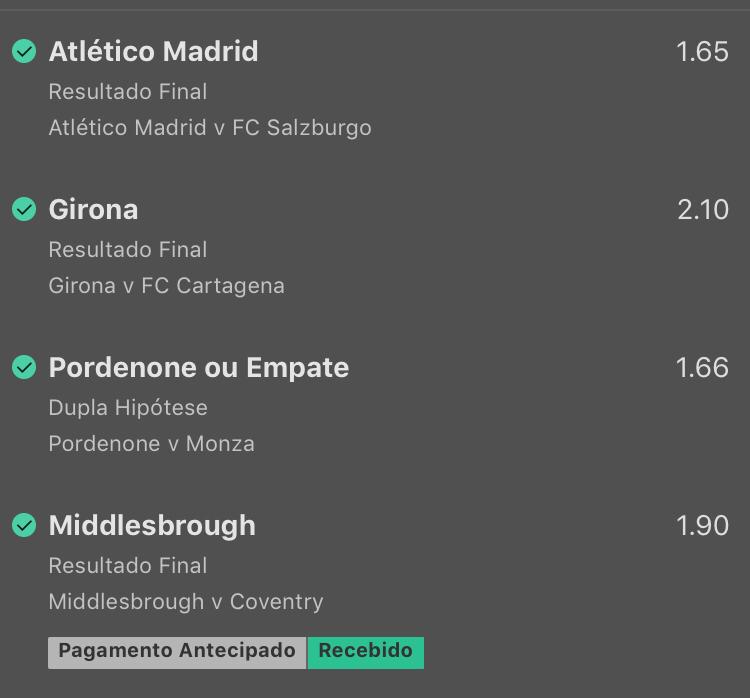 Atlético Madrid 1.65
Resultado Final
Atlético Madrid v FC Salzburgo
Girona 2.10
Resultado Final
Girona v FC Cartagena
Pordenone ou Empate 1.66
Dupla Hipótese
Pordenone v Monza
Middlesbrough 1.90
Resultado Final
Middlesbrough v Coventry
Pagamento Antecipado Recebido